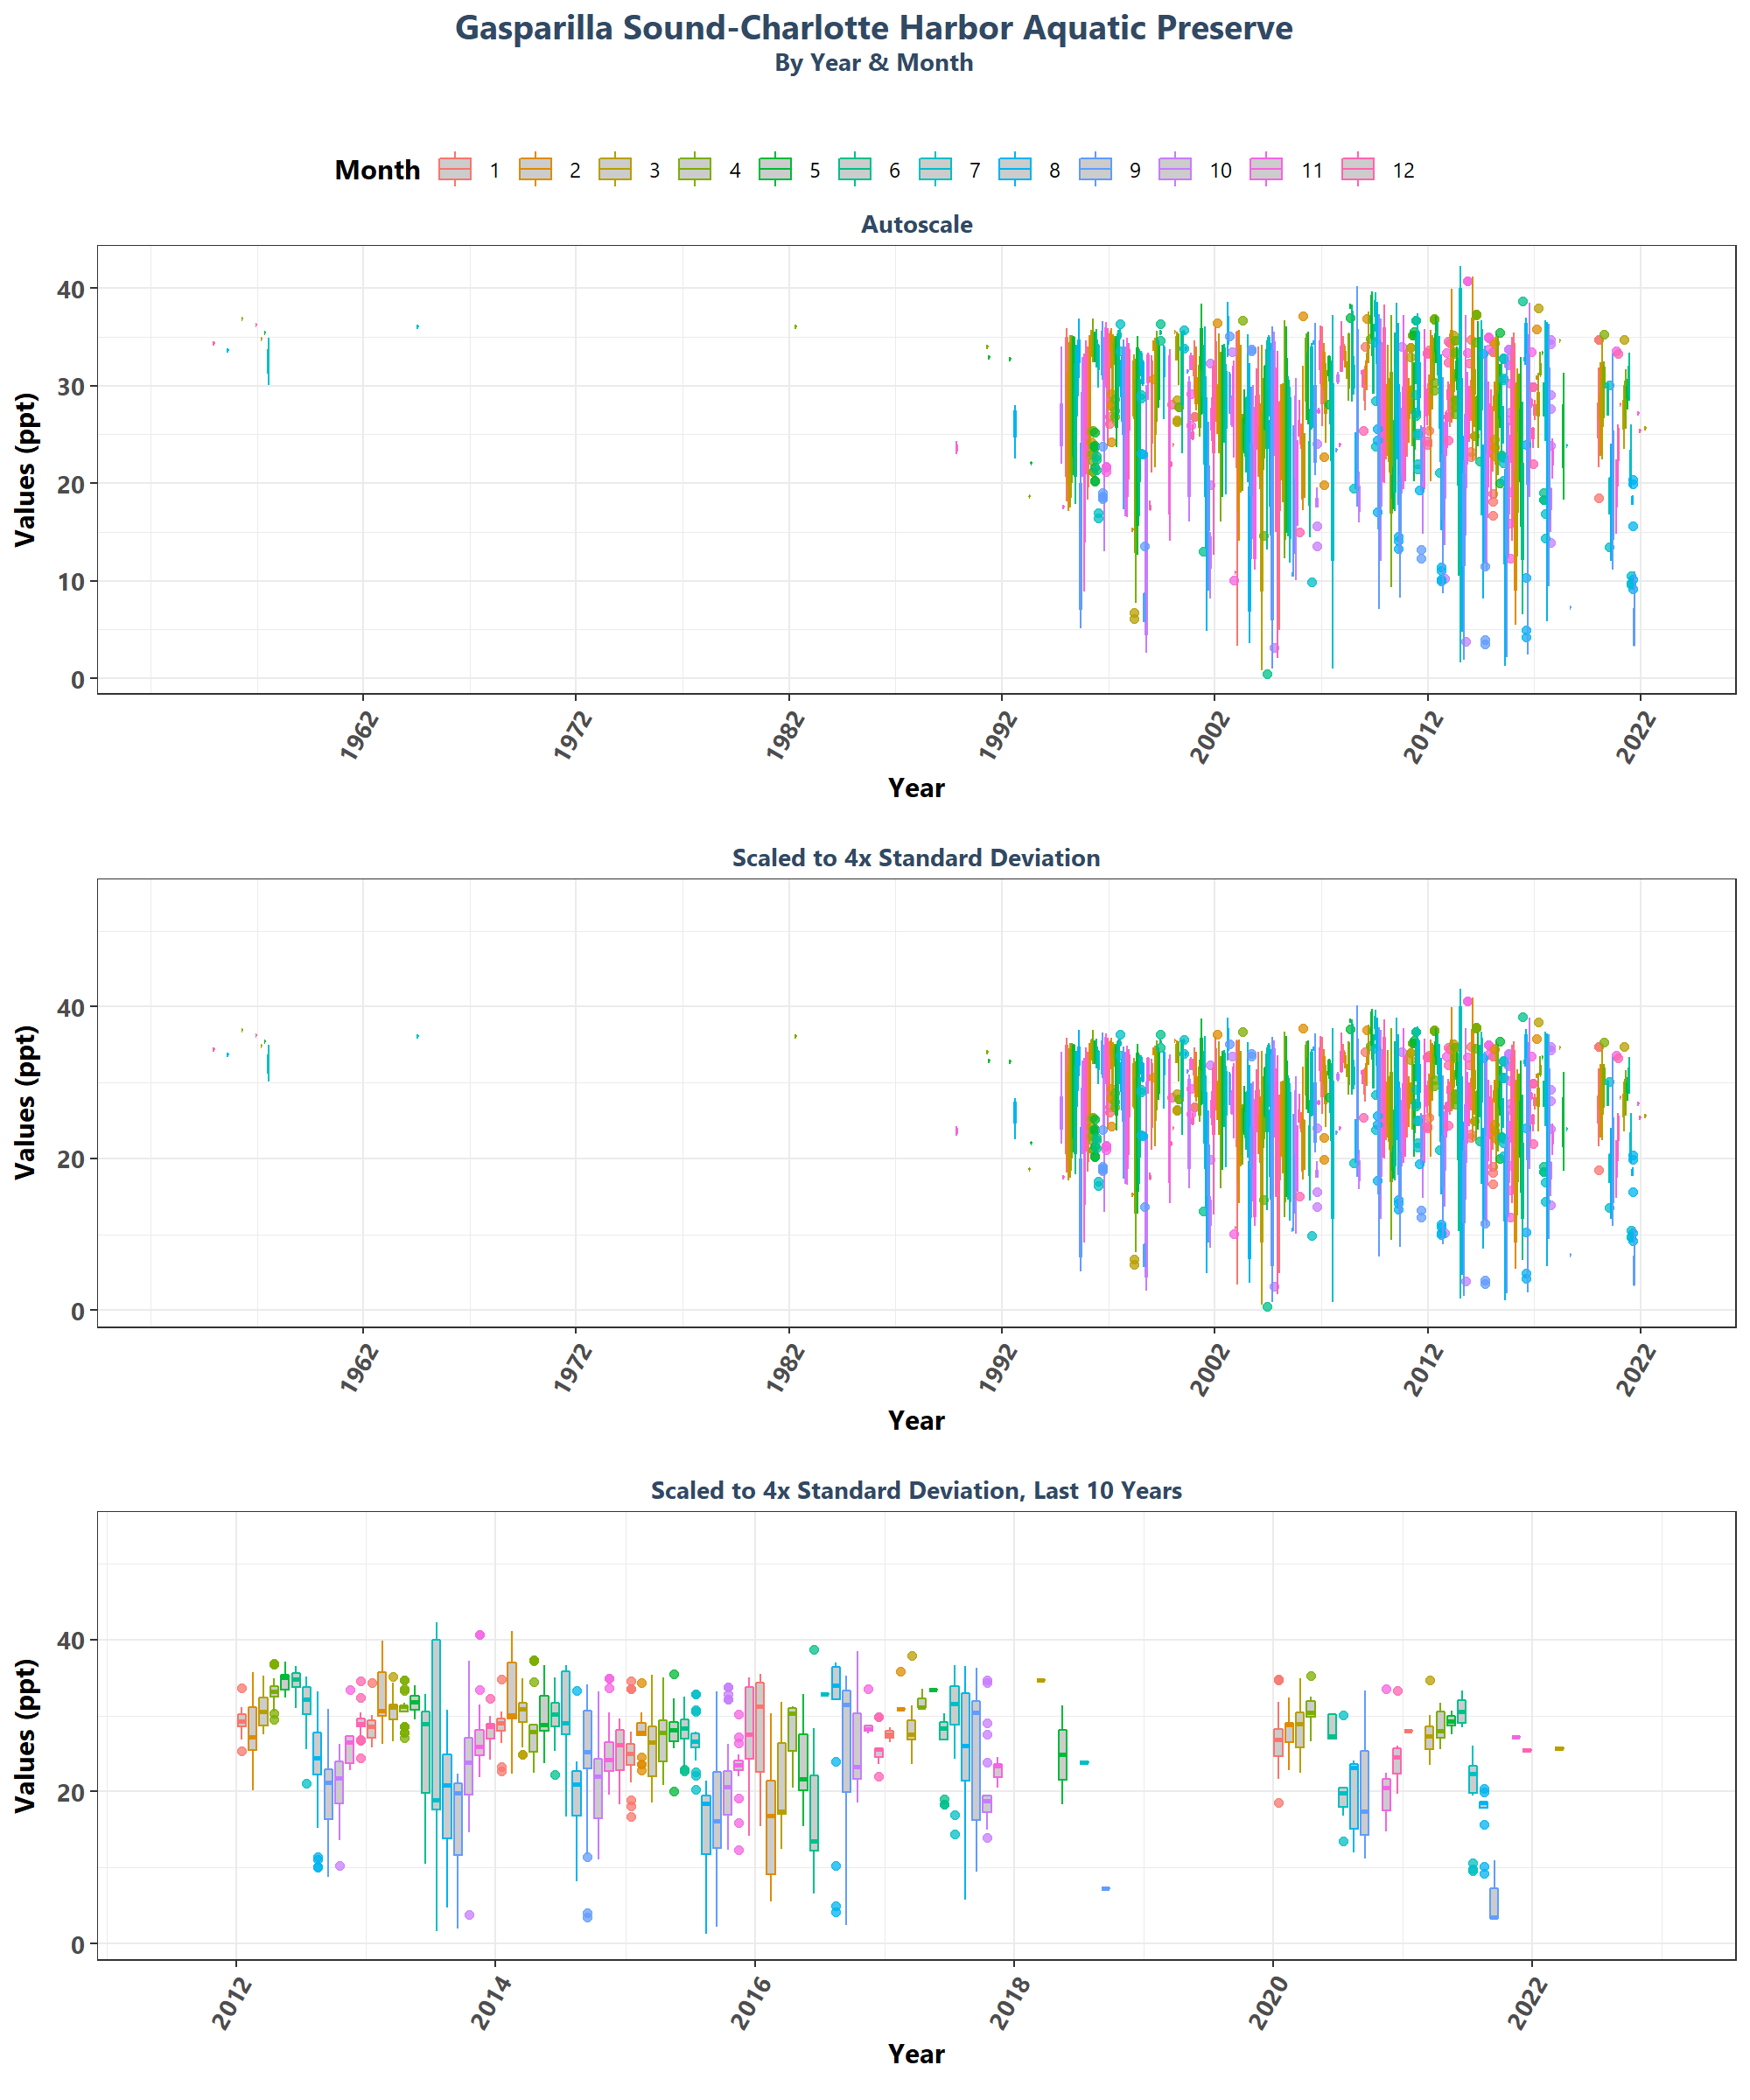 Gasparilla Sound-Charlotte Harbor Aquatic Preserve
By Year & Month
Month 1 2 3 4 5 6 7 8 9 10 11 12
Autoscale
Values (ppt)
40
30
20
10
0
1962 1972 1982 1992 2002 2012 2022
Year
Scaled to 4x Standard Deviation
Values (ppt)
40
20
0
1962 1972 1982 1992 2002 2012 2022
Year
Scaled to 4x Standard Deviation, Last 10 Years
Values (ppt)
40
20
0
2012 2014 2016 2018 2020 2022
Year